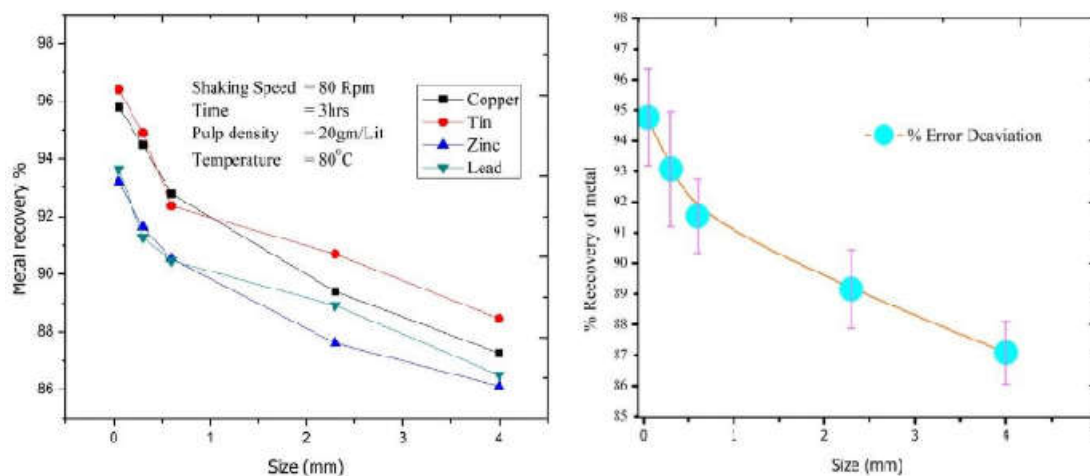 98
96
94
92
90
88
86
Metal recovery %
Shaking Speed = 80 Rpm
Time = 3hrs
Pulp density = 20gm/Lit
Temperature = 80°C
Copper
Tin
Zinc
Lead
0 1 2 3 4
Size (mm)
98
97
96
95
94
93
92
91
90
89
88
87
86
85
% Reecovery of metal
% Error Deaviation
0 1 2 3 4
Size (mm)